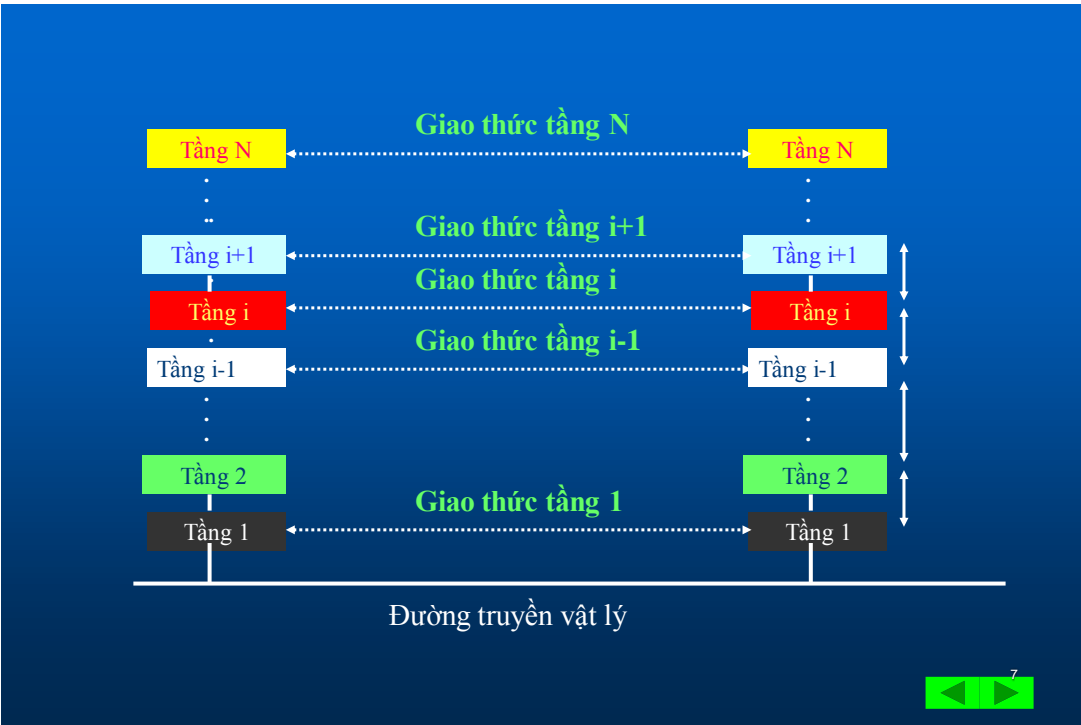 Giao thức tầng N
Tầng N
Tầng N
Giao thức tầng i+1
Tầng i+1
Tầng i+1
Giao thức tầng i
Tầng i
Tầng i
Giao thức tầng i-1
Tầng i-1
Tầng i-1
Tầng 2
Tầng 2
Giao thức tầng 1
Tầng 1
Tầng 1
Đường truyền vật lý
7